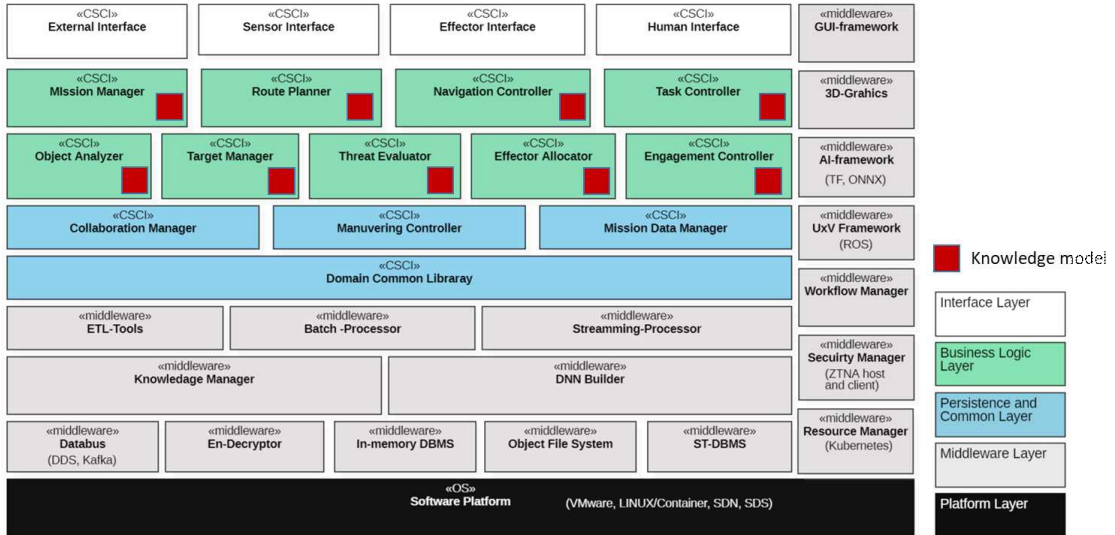 «CSCI»
External Interface
«CSCI»
Sensor Interface
«CSCI»
Effector Interface
«CSCI»
Human Interface
«middleware»
GUI-framework
«CSCI»
MIssion Manager
«CSCI»
Route Planner
«CSCI»
Navigation Controller
«CSCI»
Task Controller
«middleware»
3D-Grahics
«CSCI»
Object Analyzer
«CSCI»
Target Manager
«CSCI»
Threat Evaluator
«CSCI»
Effector Allocator
«CSCI»
Engagement Controller
«middleware»
AI-framework
(TF, ONNX)
«CSCI»
Collaboration Manager
«CSCI»
Manuvering Controller
«CSCI»
Mission Data Manager
«middleware»
UxV Framework
(ROS)
«CSCI»
Domain Common Libraray
«middleware»
Workflow Manager
«middleware»
ETL-Tools
«middleware»
Batch -Processor
«middleware»
Streamming-Processor
«middleware»
Secuirty Manager
(ZTNA host
and client)
«middleware»
Knowledage Manager
«middleware»
DNN Builder
«middleware»
Databus
(DDS, Kafka)
«middleware»
En-Decryptor
«middleware»
In-memory DBMS
«middleware»
Object File System
«middleware»
ST-DBMS
«middleware»
Resource Manager
(Kubernetes)
«OS»
Software Platform
(VMware, LINUX/Container, SDN, SDS)
Knowledge model
Interface Layer
Business Logic
Layer
Persistence and
Common Layer
Middleware Layer
Platform Layer